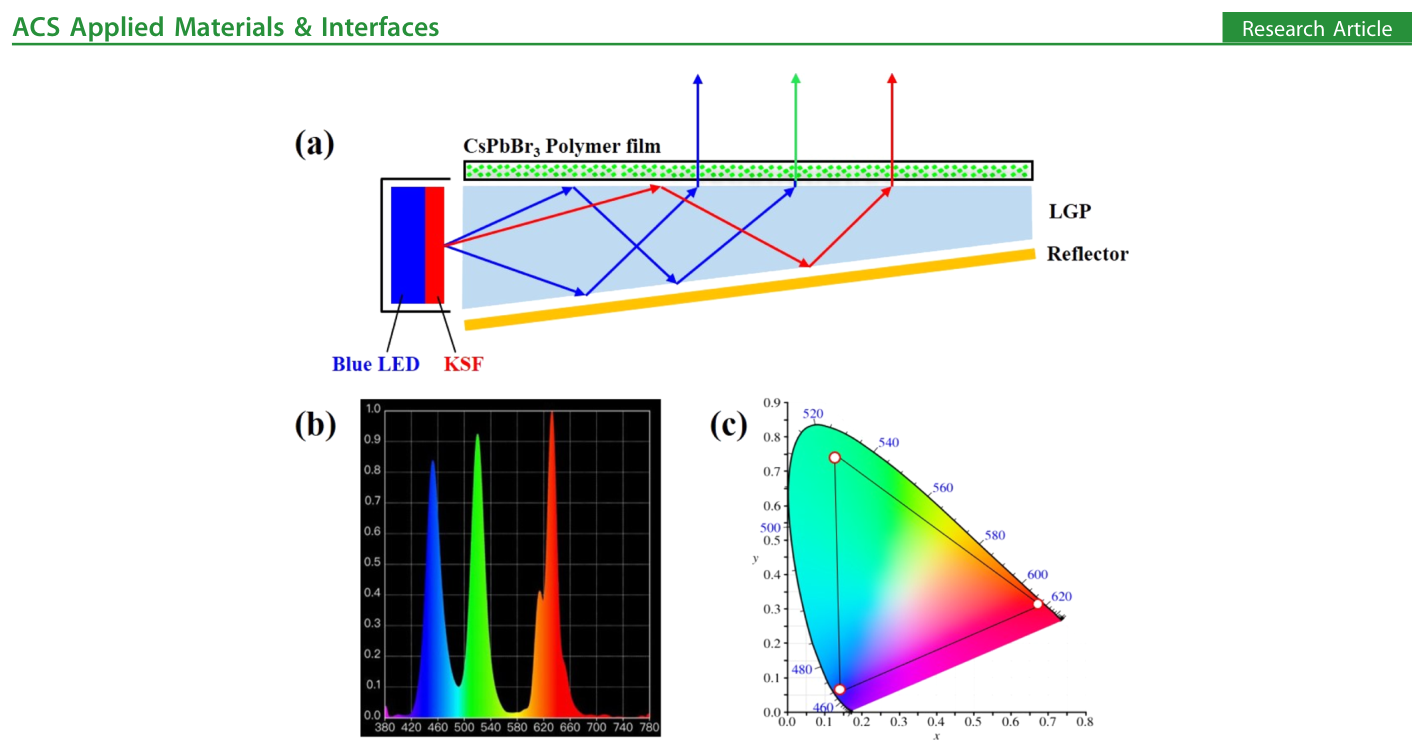 ACS Applied Materials & Interfaces
Research Article
(a)
CsPbBr₃ Polymer film
LGP
Reflector
Blue LED
KSF
(b)
1.0
0.9
0.8
0.7
0.6
0.5
0.4
0.3
0.2
0.1
0.0
380 420 460 500 540 580 620 660 700 740 780
(c)
0.9
0.8
0.7
0.6
0.5
0.4
0.3
0.2
0.1
0.0
y
520
540
560
500
580
600
620
480
460
0.0 0.1 0.2 0.3 0.4 0.5 0.6 0.7 0.8
x